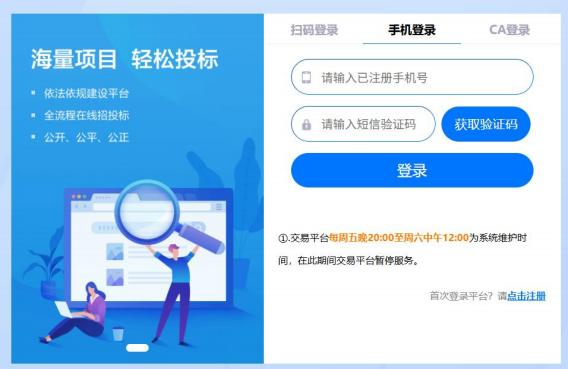 海量项目 轻松投标
依法依规建设平台
全流程在线招投标
公开、公平、公正
扫码登录
手机登录
CA登录
请输入已注册手机号
请输入短信验证码
获取验证码
登录
①.交易平台每周五晚20:00至周六中午12:00为系统维护时
间，在此期间交易平台暂停服务。
首次登录平台？请点击注册